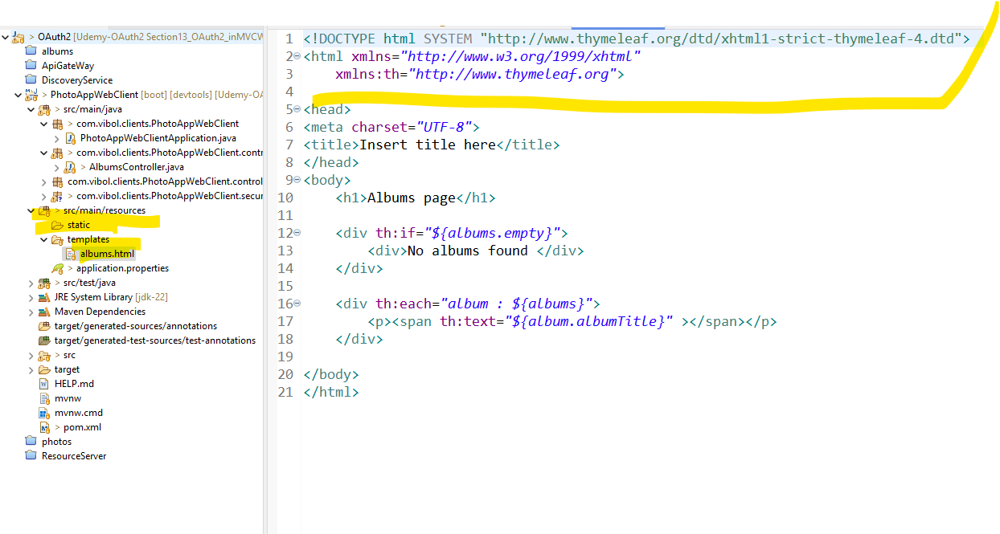 > OAuth2 [Udemy-OAuth2 Section13_OAuth2_inMVCW
albums
ApiGateWay
DiscoveryService
> PhotoAppWebClient [boot] [devtools] [Udemy-OA
> src/main/java
> com.vibol.clients.PhotoAppWebClient
> PhotoAppWebClientApplication.java
> com.vibol.clients.PhotoAppWebClient.contr
> AlbumsController.java
com.vibol.clients.PhotoAppWebClient.control
> com.vibol.clients.PhotoAppWebClient.secur
> src/main/resources
static
templates
albums.html
> application.properties
> src/test/java
JRE System Library [jdk-22]
Maven Dependencies
target/generated-sources/annotations
target/generated-test-sources/test-annotations
> src
target
HELP.md
mvnw
mvnw.cmd
> pom.xml
photos
ResourceServer
1 <!DOCTYPE html SYSTEM "http://www.thymeleaf.org/dtd/xhtml1-strict-thymeleaf-4.dtd">
2 <html xmlns="http://www.w3.org/1999/xhtml"
3 xmlns:th="http://www.thymeleaf.org">
4
5 <head>
6 <meta charset="UTF-8">
7 <title>Insert title here</title>
8 </head>
9 <body>
10 <h1>Albums page</h1>
11
12 <div th:if="${albums.empty}">
13 <div>No albums found </div>
14 </div>
15
16 <div th:each="album : ${albums}">
17 <p><span th:text="${album.albumTitle}" ></span></p>
18 </div>
19
20 </body>
21 </html>